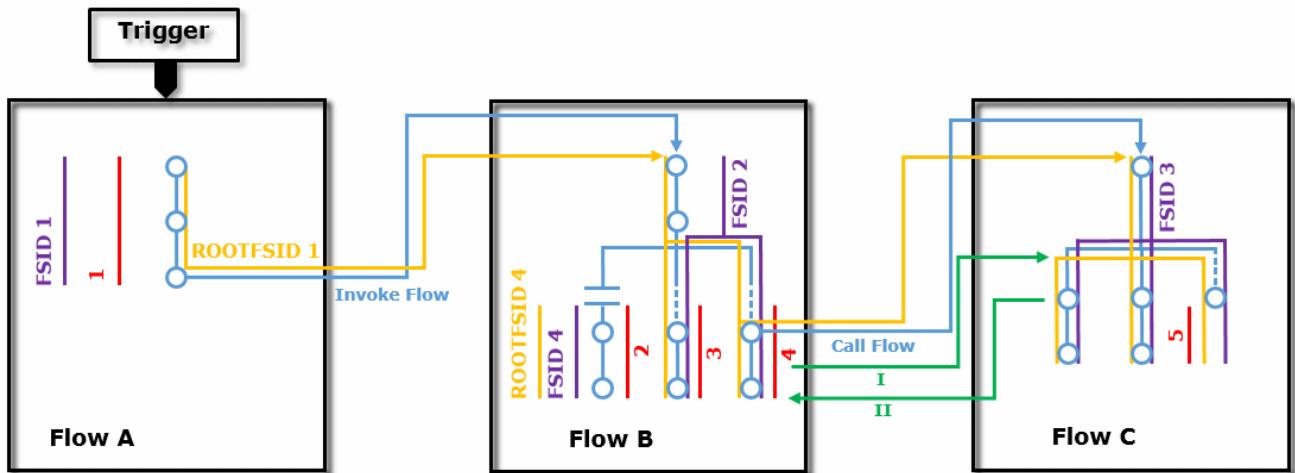 Trigger
FSID 1
1
ROOTFSID 1
Invoke Flow
Flow A
FSID 2
ROOTFSID 4
FSID 4
2
3
4
Flow B
Call Flow
I
II
FSID 3
5
Flow C